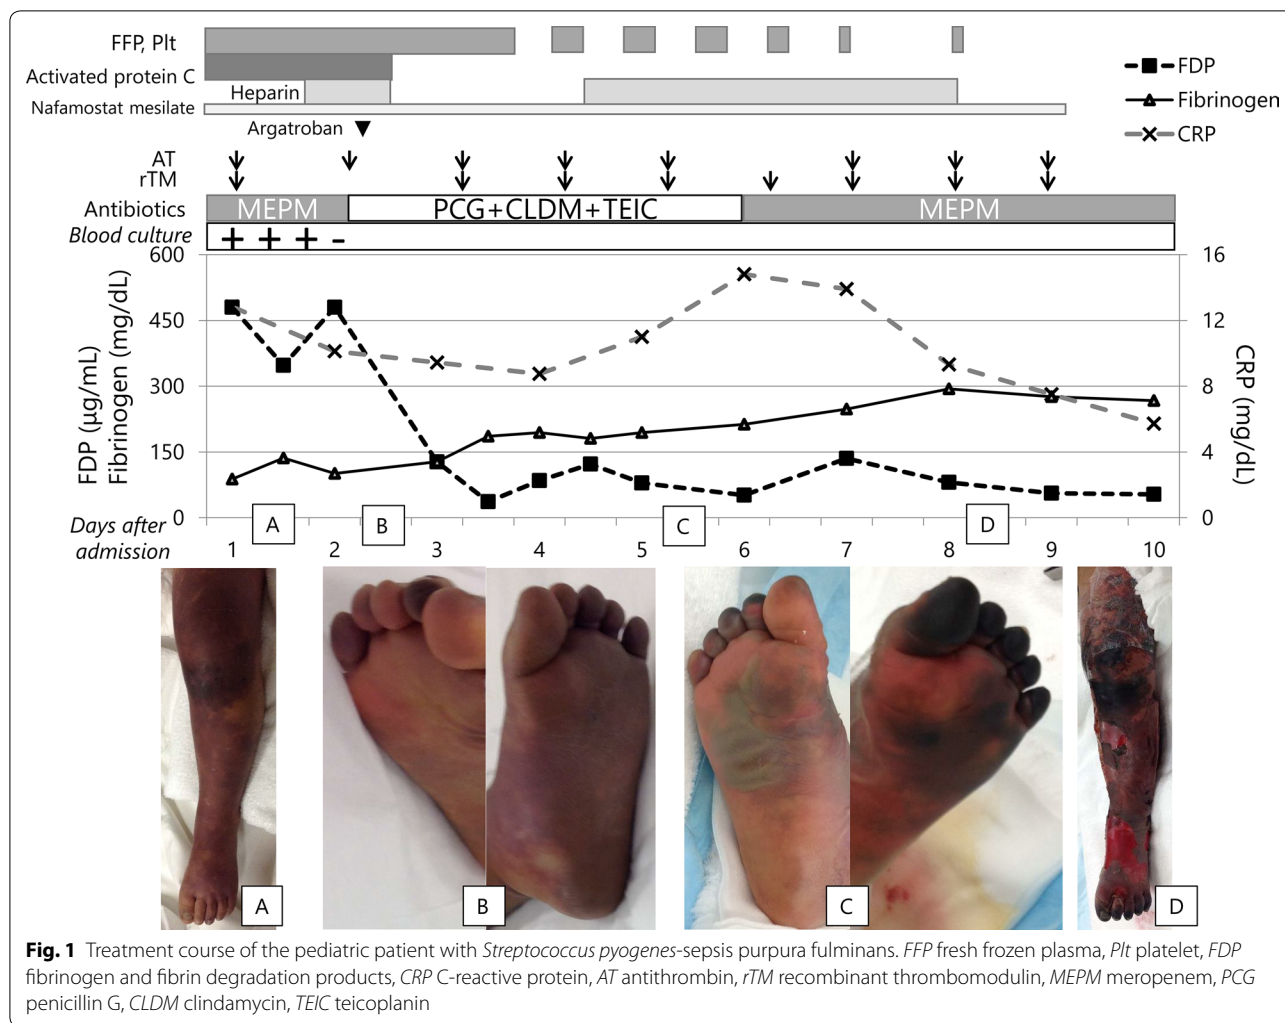 FFP, Plt
Activated protein C
Heparin
Nafamostat mesilate
Argatroban
FDP
Fibrinogen
CRP
AT
rTM
Antibiotics MEPM PCG+CLDM+TEIC MEPM
Blood culture + + + -
600 16
450 12
300 8
150 4
0 0
FDP (μg/mL)
Fibrinogen (mg/dL)
CRP (mg/dL)
A B C D
Days after
admission 1 2 3 4 5 6 7 8 9 10
A B C D
Fig. 1 Treatment course of the pediatric patient with Streptococcus pyogenes-sepsis purpura fulminans. FFP fresh frozen plasma, Plt platelet, FDP
fibrinogen and fibrin degradation products, CRP C-reactive protein, AT antithrombin, rTM recombinant thrombomodulin, MEPM meropenem, PCG
penicillin G, CLDM clindamycin, TEIC teicoplanin